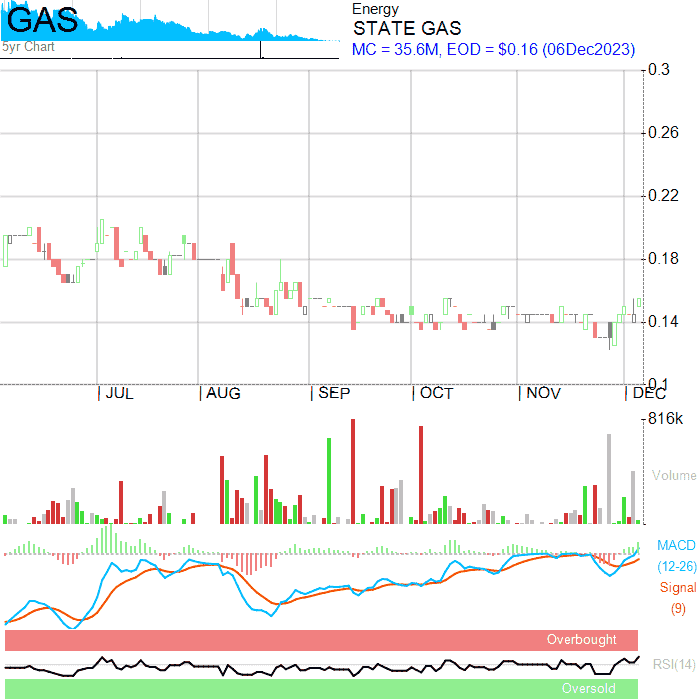 GAS
5yr Chart
Energy
STATE GAS
MC = 35.6M, EOD = $0.16 (06Dec2023)
0.3
0.26
0.22
0.18
0.14
0.1
JUL AUG SEP OCT NOV DEC
816k
Volume
MACD
(12-26)
Signal
(9)
Overbought
RSI(14)
Oversold